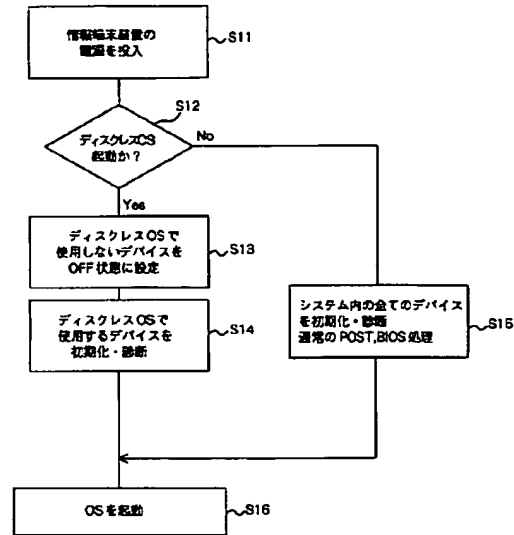 情報端末装置の
電源を投入
S11
S12
ディスクレスOS
起動か？
No
Yes
ディスクレスOSで
使用しないデバイスを
OFF状態に設定
S13
ディスクレスOSで
使用するデバイスを
初期化・診断
S14
システム内の全てのデバイス
を初期化・診断
通常のPOST,BIOS処理
S15
OSを起動
S16